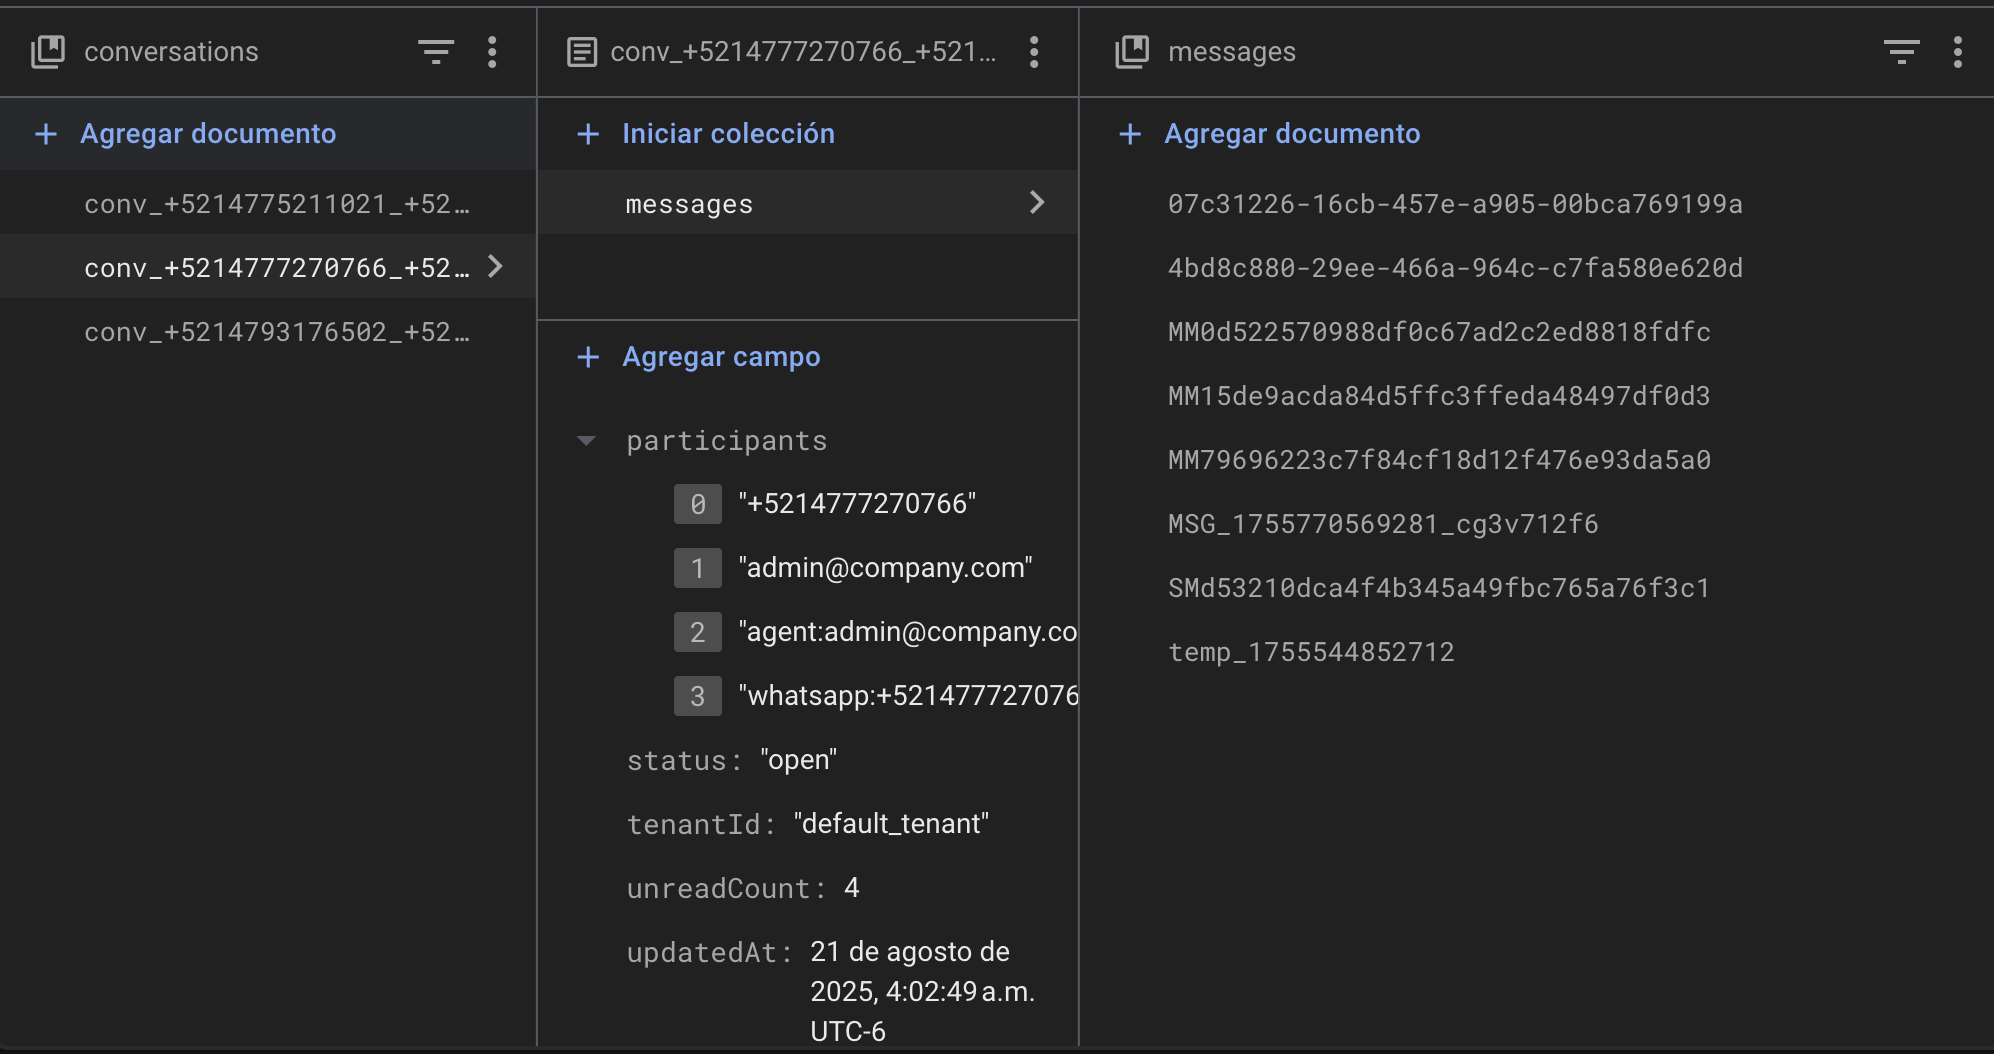 conversations
Agregar documento
conv_+5214775211021_+52…
conv_+5214777270766_+52…
conv_+5214793176502_+52…
conv_+5214777270766_+521…
Iniciar colección
messages
Agregar campo
participants
0 "+5214777270766"
1 "admin@company.com"
2 "agent:admin@company.co
3 "whatsapp:+521477727076
status: "open"
tenantId: "default_tenant"
unreadCount: 4
updatedAt: 21 de agosto de
2025, 4:02:49 a.m.
UTC-6
messages
Agregar documento
07c31226-16cb-457e-a905-00bca769199a
4bd8c880-29ee-466a-964c-c7fa580e620d
MM0d522570988df0c67ad2c2ed8818fdfc
MM15de9acda84d5ffc3ffeda48497df0d3
MM79696223c7f84cf18d12f476e93da5a0
MSG_1755770569281_cg3v712f6
SMd53210dca4f4b345a49fbc765a76f3c1
temp_1755544852712